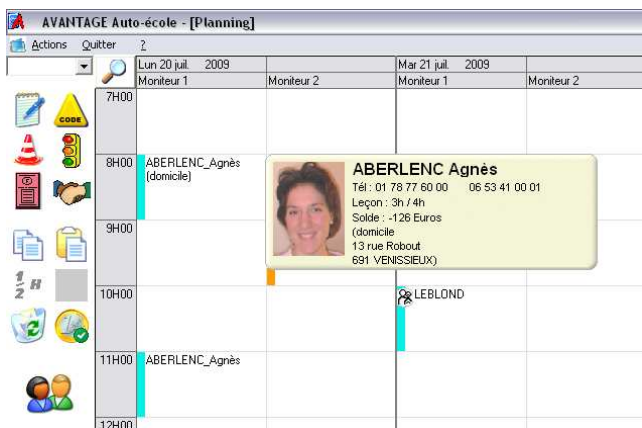 AVANTAGE Auto-école - [Planning]
Actions Quitter ?
Lun 20 juil. 2009 Mar 21 juil. 2009
Moniteur 1 Moniteur 2 Moniteur 1 Moniteur 2
7H00
CODE
8H00 ABERLENC_Agnès
(domicile)
ABERLENC Agnès
Tél : 01 78 77 60 00 06 53 41 00 01
Leçon : 3h / 4h
Solde : -126 Euros
(domicile
13 rue Robout
691 VENISSIEUX)
9H00
1/2 H
10H00 LEBLOND
11H00 ABERLENC_Agnès
12H00